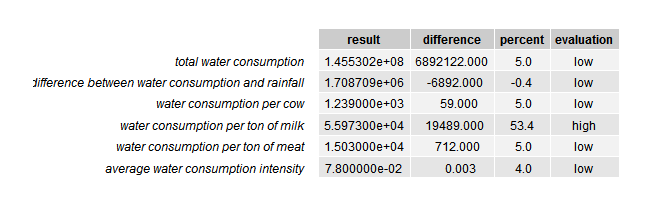 result difference percent evaluation
total water consumption 1.455302e+08 6892122.000 5.0 low
difference between water consumption and rainfall 1.708709e+06 -6892.000 -0.4 low
water consumption per cow 1.239000e+03 59.000 5.0 low
water consumption per ton of milk 5.597300e+04 19489.000 53.4 high
water consumption per ton of meat 1.503000e+04 712.000 5.0 low
average water consumption intensity 7.800000e-02 0.003 4.0 low